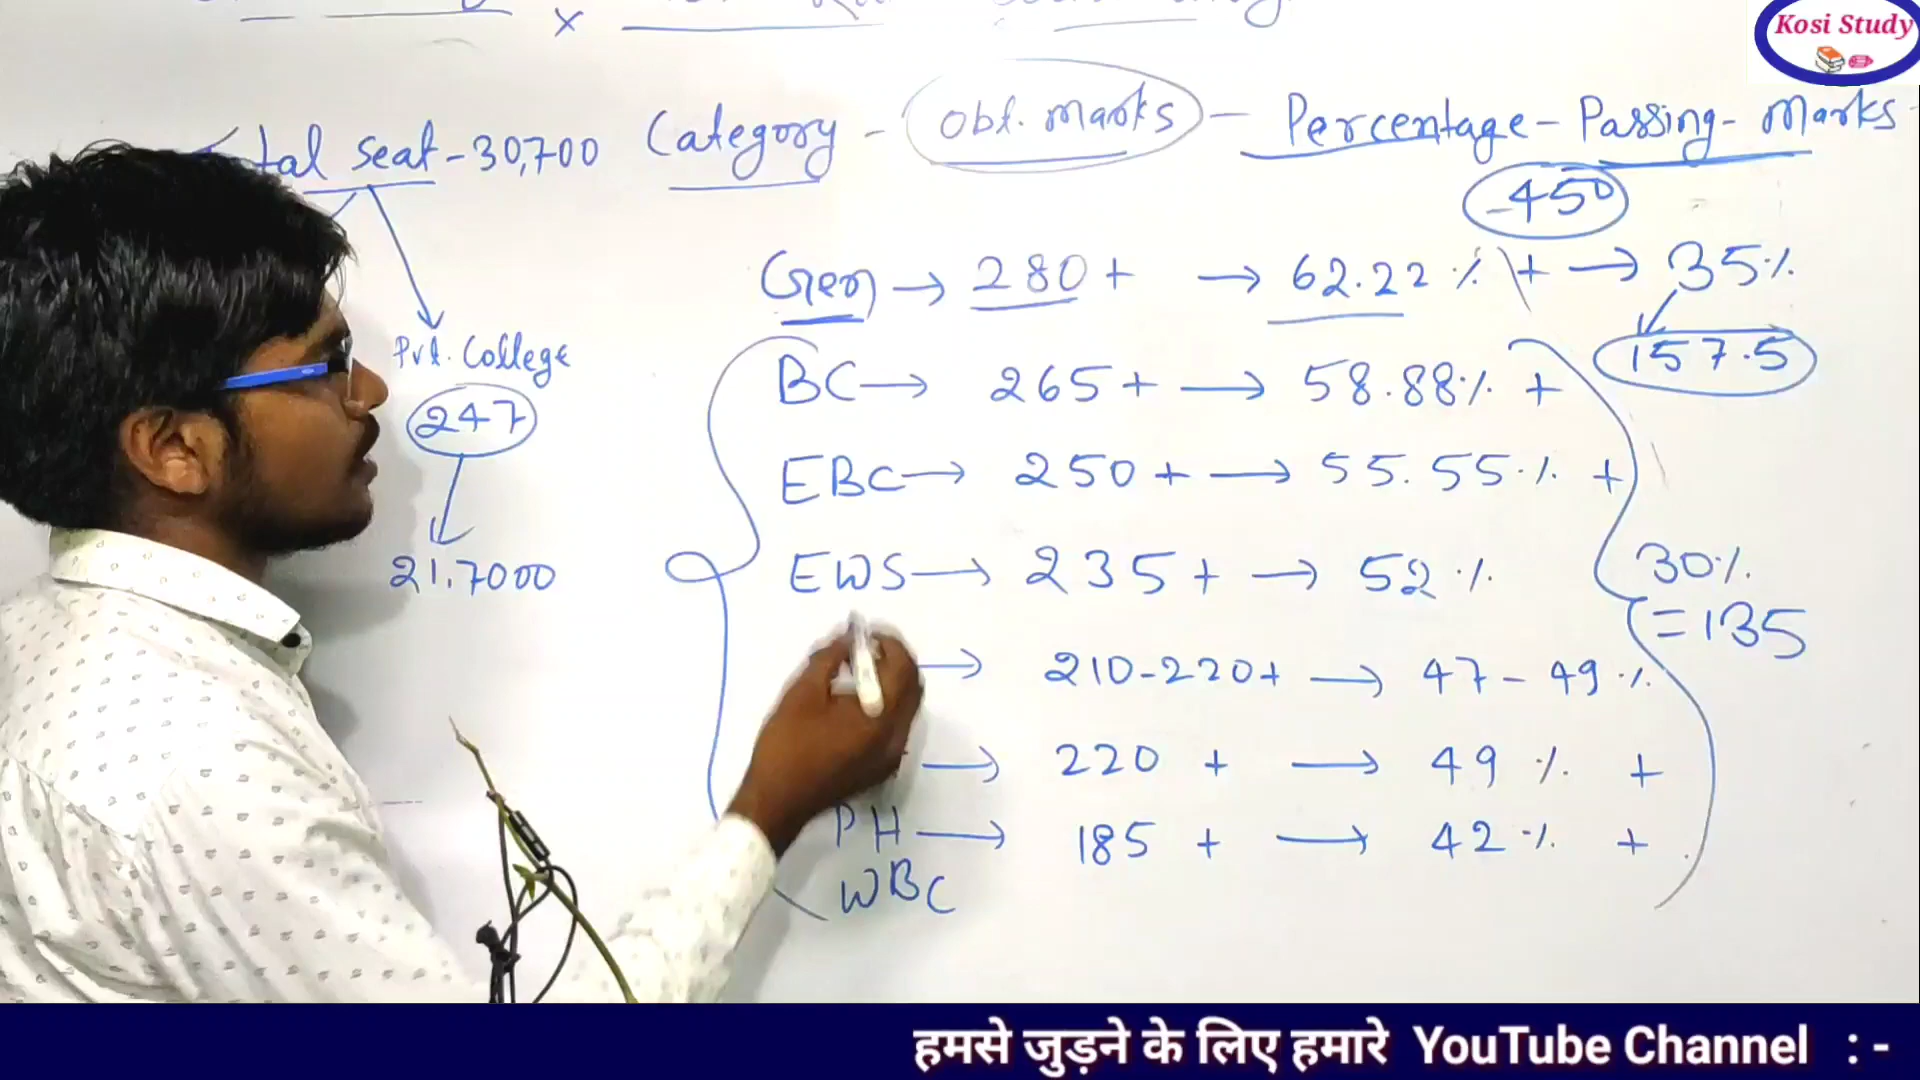 Kosi Study
×
tal seat - 30,700
Category - Obt. marks - Percentage - Passing - Marks -
- 450
Gen → 280 + → 62.22 % + → 35 %
157.5
Pvt. College
247
21.7000
BC → 265 + → 58.88 % +
EBC → 250 + → 55.55 % +
EWS → 235 + → 52 %
30 %
= 135
→ 210 - 220 + → 47 - 49 %
→ 220 + → 49 % +
PH → 185 + → 42 % +
WBC
हमसे जुड़ने के लिए हमारे YouTube Channel : -